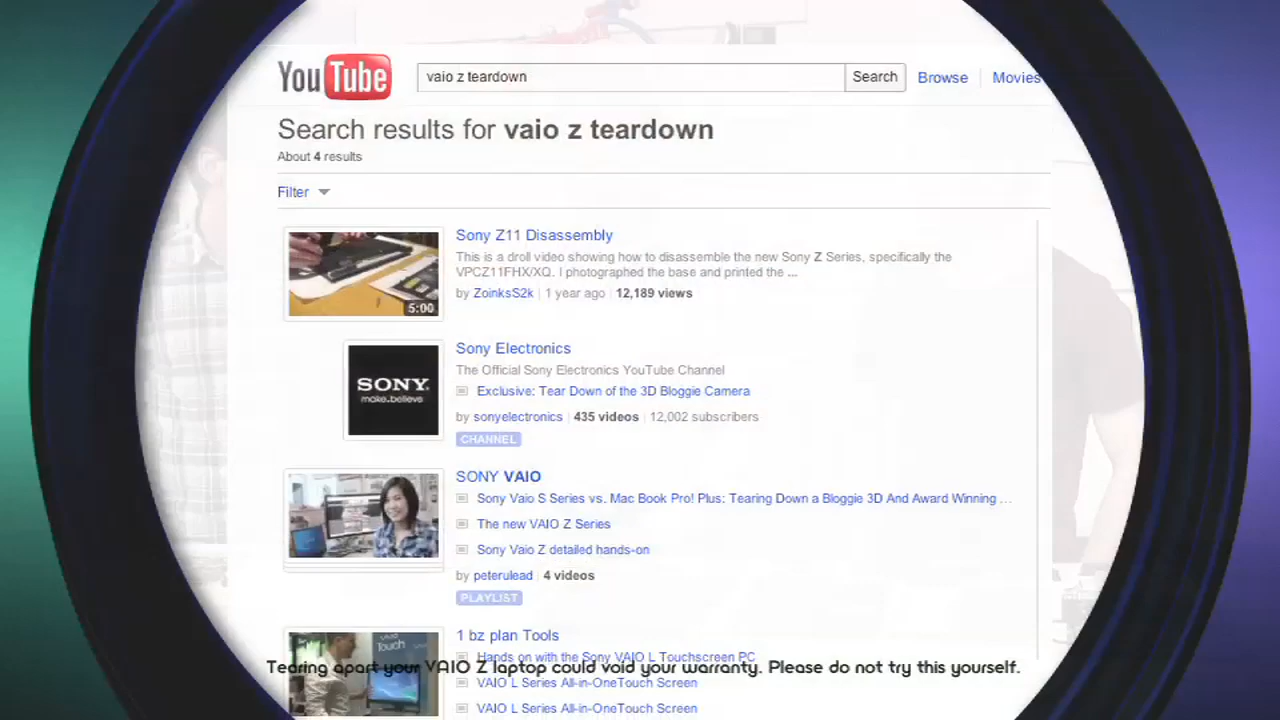 YouTube
vaio z teardown
Search
Browse
Movies
Search results for vaio z teardown
About 4 results
Filter
Sony Z11 Disassembly
This is a droll video showing how to disassemble the new Sony Z Series, specifically the
VPCZ11FHX/XQ. I photographed the base and printed the ...
by ZoinksS2k | 1 year ago | 12,189 views
5:00
Sony Electronics
The Official Sony Electronics YouTube Channel
Exclusive: Tear Down of the 3D Bloggie Camera
by sonyelectronics | 435 videos | 12,002 subscribers
CHANNEL
SONY
make.believe
SONY VAIO
Sony Vaio S Series vs. Mac Book Pro! Plus: Tearing Down a Bloggie 3D And Award Winning ...
The new VAIO Z Series
Sony Vaio Z detailed hands-on
by peterulead | 4 videos
PLAYLIST
1 bz plan Tools
Hands on with the Sony VAIO L Touchscreen PC
Tearing apart your VAIO Z laptop could void your warranty. Please do not try this yourself.
VAIO L Series All-in-OneTouch Screen
VAIO L Series All-in-OneTouch Screen
Touch